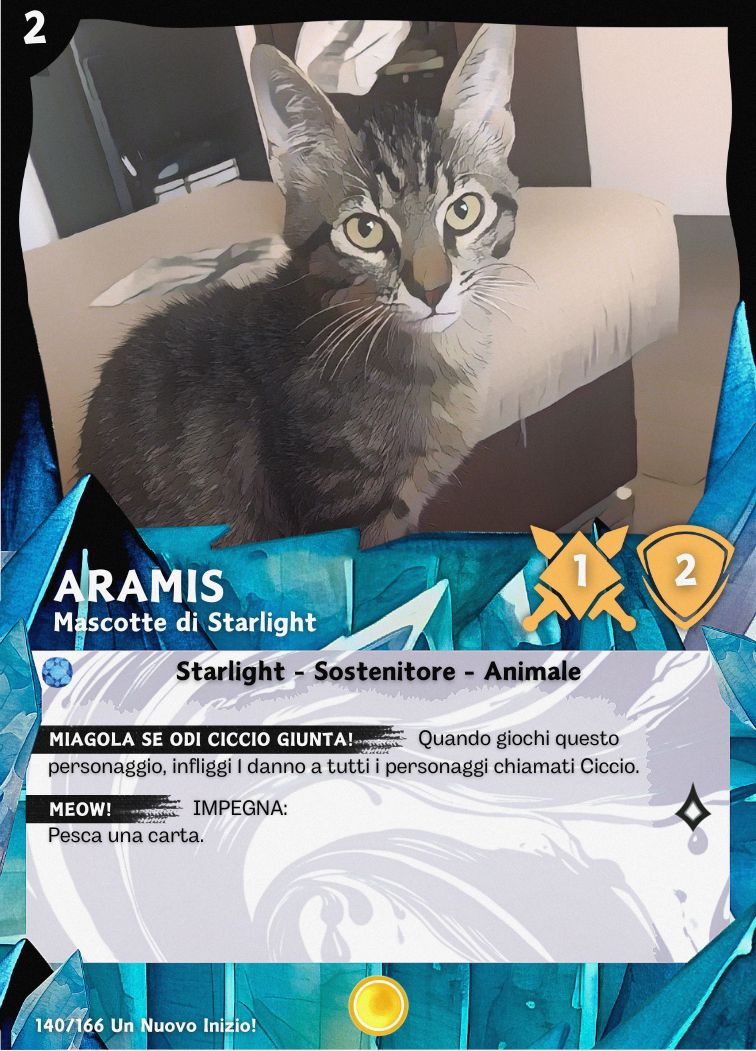 2
ARAMIS
Mascotte di Starlight
1
2
Starlight - Sostenitore - Animale
MIAGOLA SE ODI CICCIO GIUNTA! Quando giochi questo
personaggio, infliggi 1 danno a tutti i personaggi chiamati Ciccio.
MEOW! IMPEGNA:
Pesca una carta.
140/166 Un Nuovo Inizio!